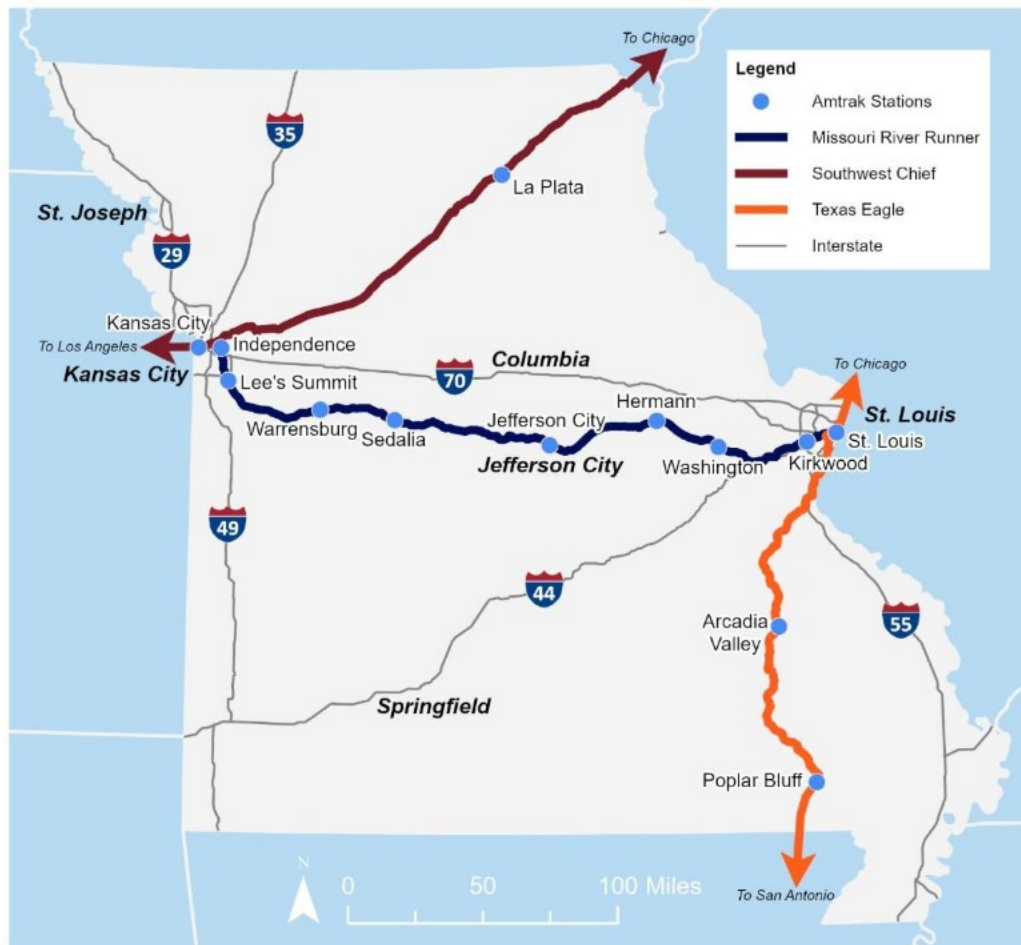 To Chicago
Legend
Amtrak Stations
Missouri River Runner
Southwest Chief
Texas Eagle
Interstate
35
La Plata
St. Joseph
29
Kansas City
To Los Angeles
Independence
Kansas City
Lee's Summit
Columbia
70
To Chicago
Hermann
St. Louis
Warrensburg
Sedalia
Jefferson City
St. Louis
Jefferson City
Washington
Kirkwood
49
44
Arcadia
Valley
55
Springfield
Poplar Bluff
N
0 50 100 Miles
To San Antonio